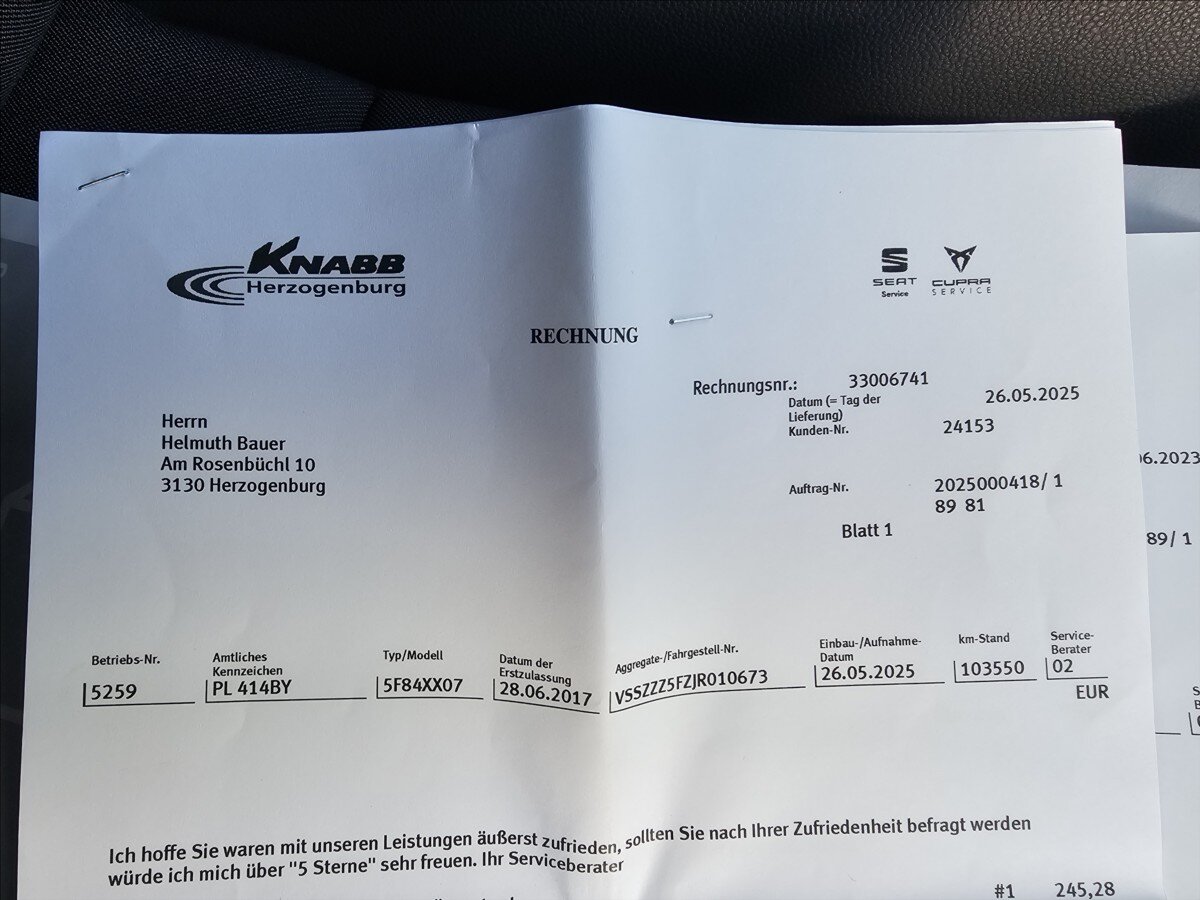 KNABB
Herzogenburg
SEAT
Service
CUPRA
SERVICE
RECHNUNG
Rechnungsnr.: 33006741
Datum (= Tag der
Lieferung) 26.05.2025
Kunden-Nr. 24153
Herrn
Helmuth Bauer
Am Rosenbüchl 10
3130 Herzogenburg
Auftrag-Nr. 2025000418/ 1
89 81
Blatt 1
06.2023
89/ 1
Betriebs-Nr.
5259
Amtliches
Kennzeichen
PL 414BY
Typ/Modell
5F84XX07
Datum der
Erstzulassung
28.06.2017
Aggregate-/Fahrgestell-Nr.
VSSZZZ5FZJR010673
Einbau-/Aufnahme-
Datum
26.05.2025
km-Stand
103550
Service-
Berater
02
EUR
Ich hoffe Sie waren mit unseren Leistungen äußerst zufrieden, sollten Sie nach Ihrer Zufriedenheit befragt werden
würde ich mich über "5 Sterne" sehr freuen. Ihr Serviceberater
#1 245,28